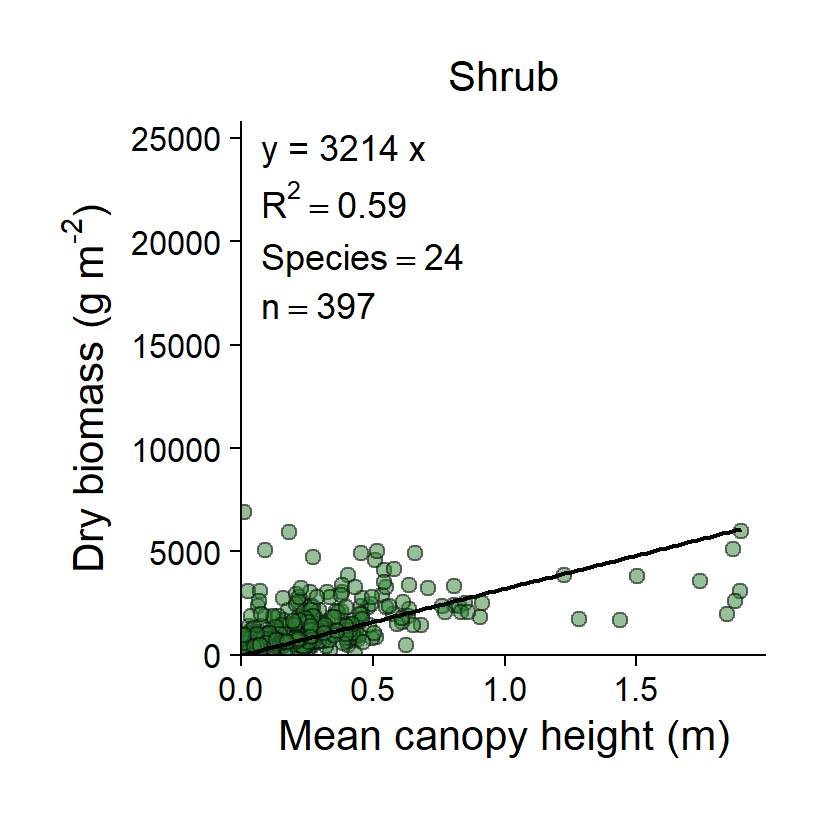 Shrub
y = 3214 x
R² = 0.59
Species = 24
n = 397
25000
20000
15000
10000
5000
0
Dry biomass (g m⁻²)
0.0 0.5 1.0 1.5
Mean canopy height (m)